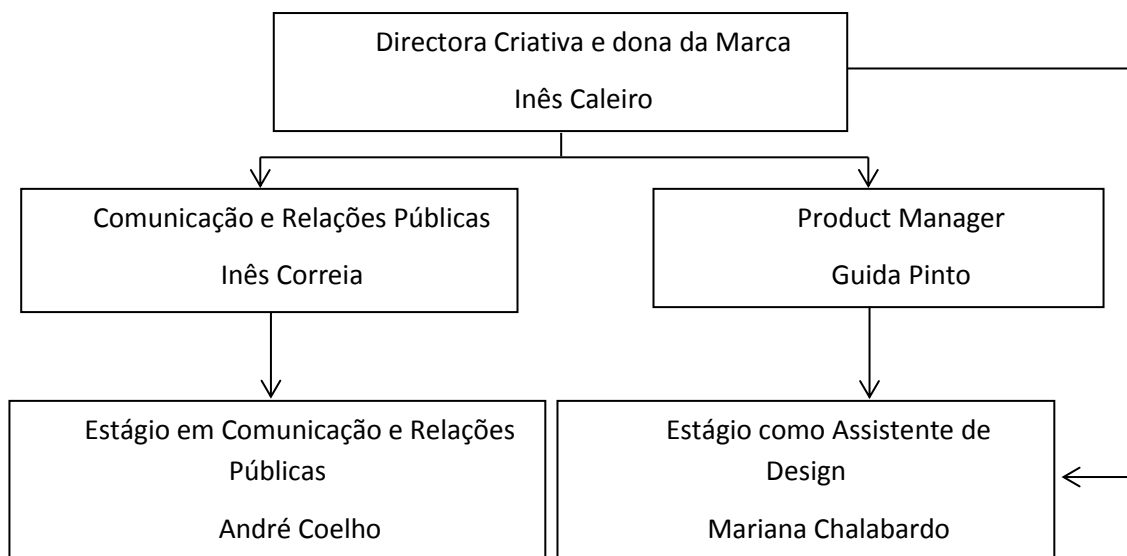 Directora Criativa e dona da Marca
Inês Caleiro
Comunicação e Relações Públicas
Inês Correia
Product Manager
Guida Pinto
Estágio em Comunicação e Relações
Públicas
André Coelho
Estágio como Assistente de
Design
Mariana Chalabardo